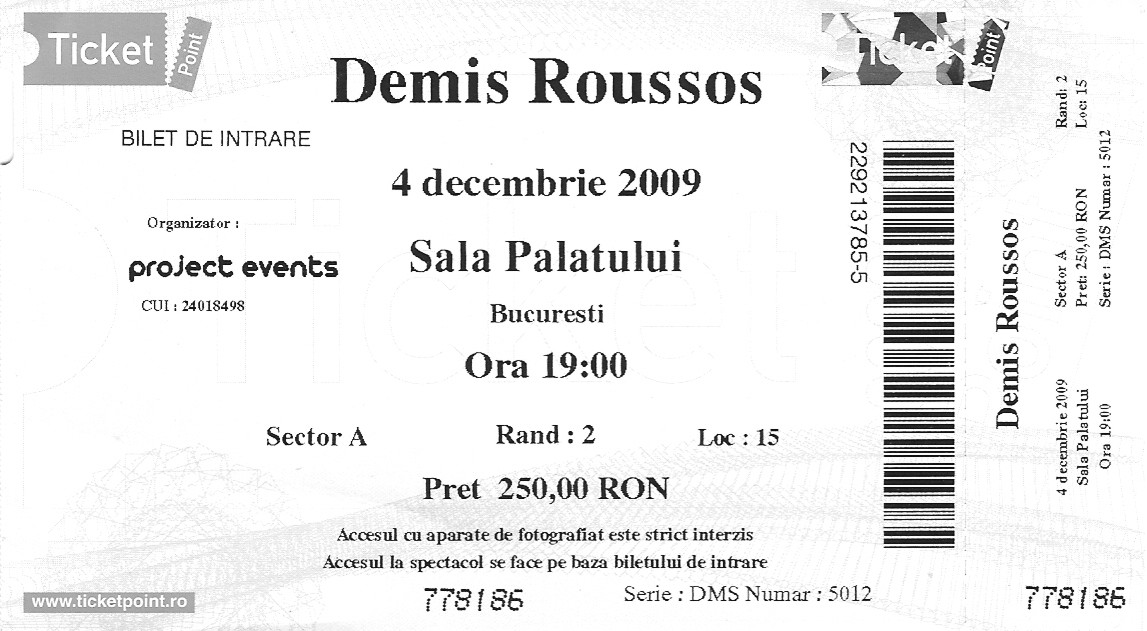 Ticket Point
Ticket Point
Demis Roussos
BILET DE INTRARE
4 decembrie 2009
Organizator :
project events
CUI : 24018498
Sala Palatului
Bucuresti
Ora 19:00
Sector A Rand : 2 Loc : 15
Pret 250,00 RON
Accesul cu aparate de fotografiat este strict interzis
Accesul la spectacol se face pe baza biletului de intrare
www.ticketpoint.ro
778186
Serie : DMS Numar : 5012
229213785-5
Demis Roussos
4 decembrie 2009 Sector A Rand: 2
Sala Palatului Pret: 250,00 RON Loc: 15
Ora 19:00 Serie : DMS Numar : 5012
778186
Ticket